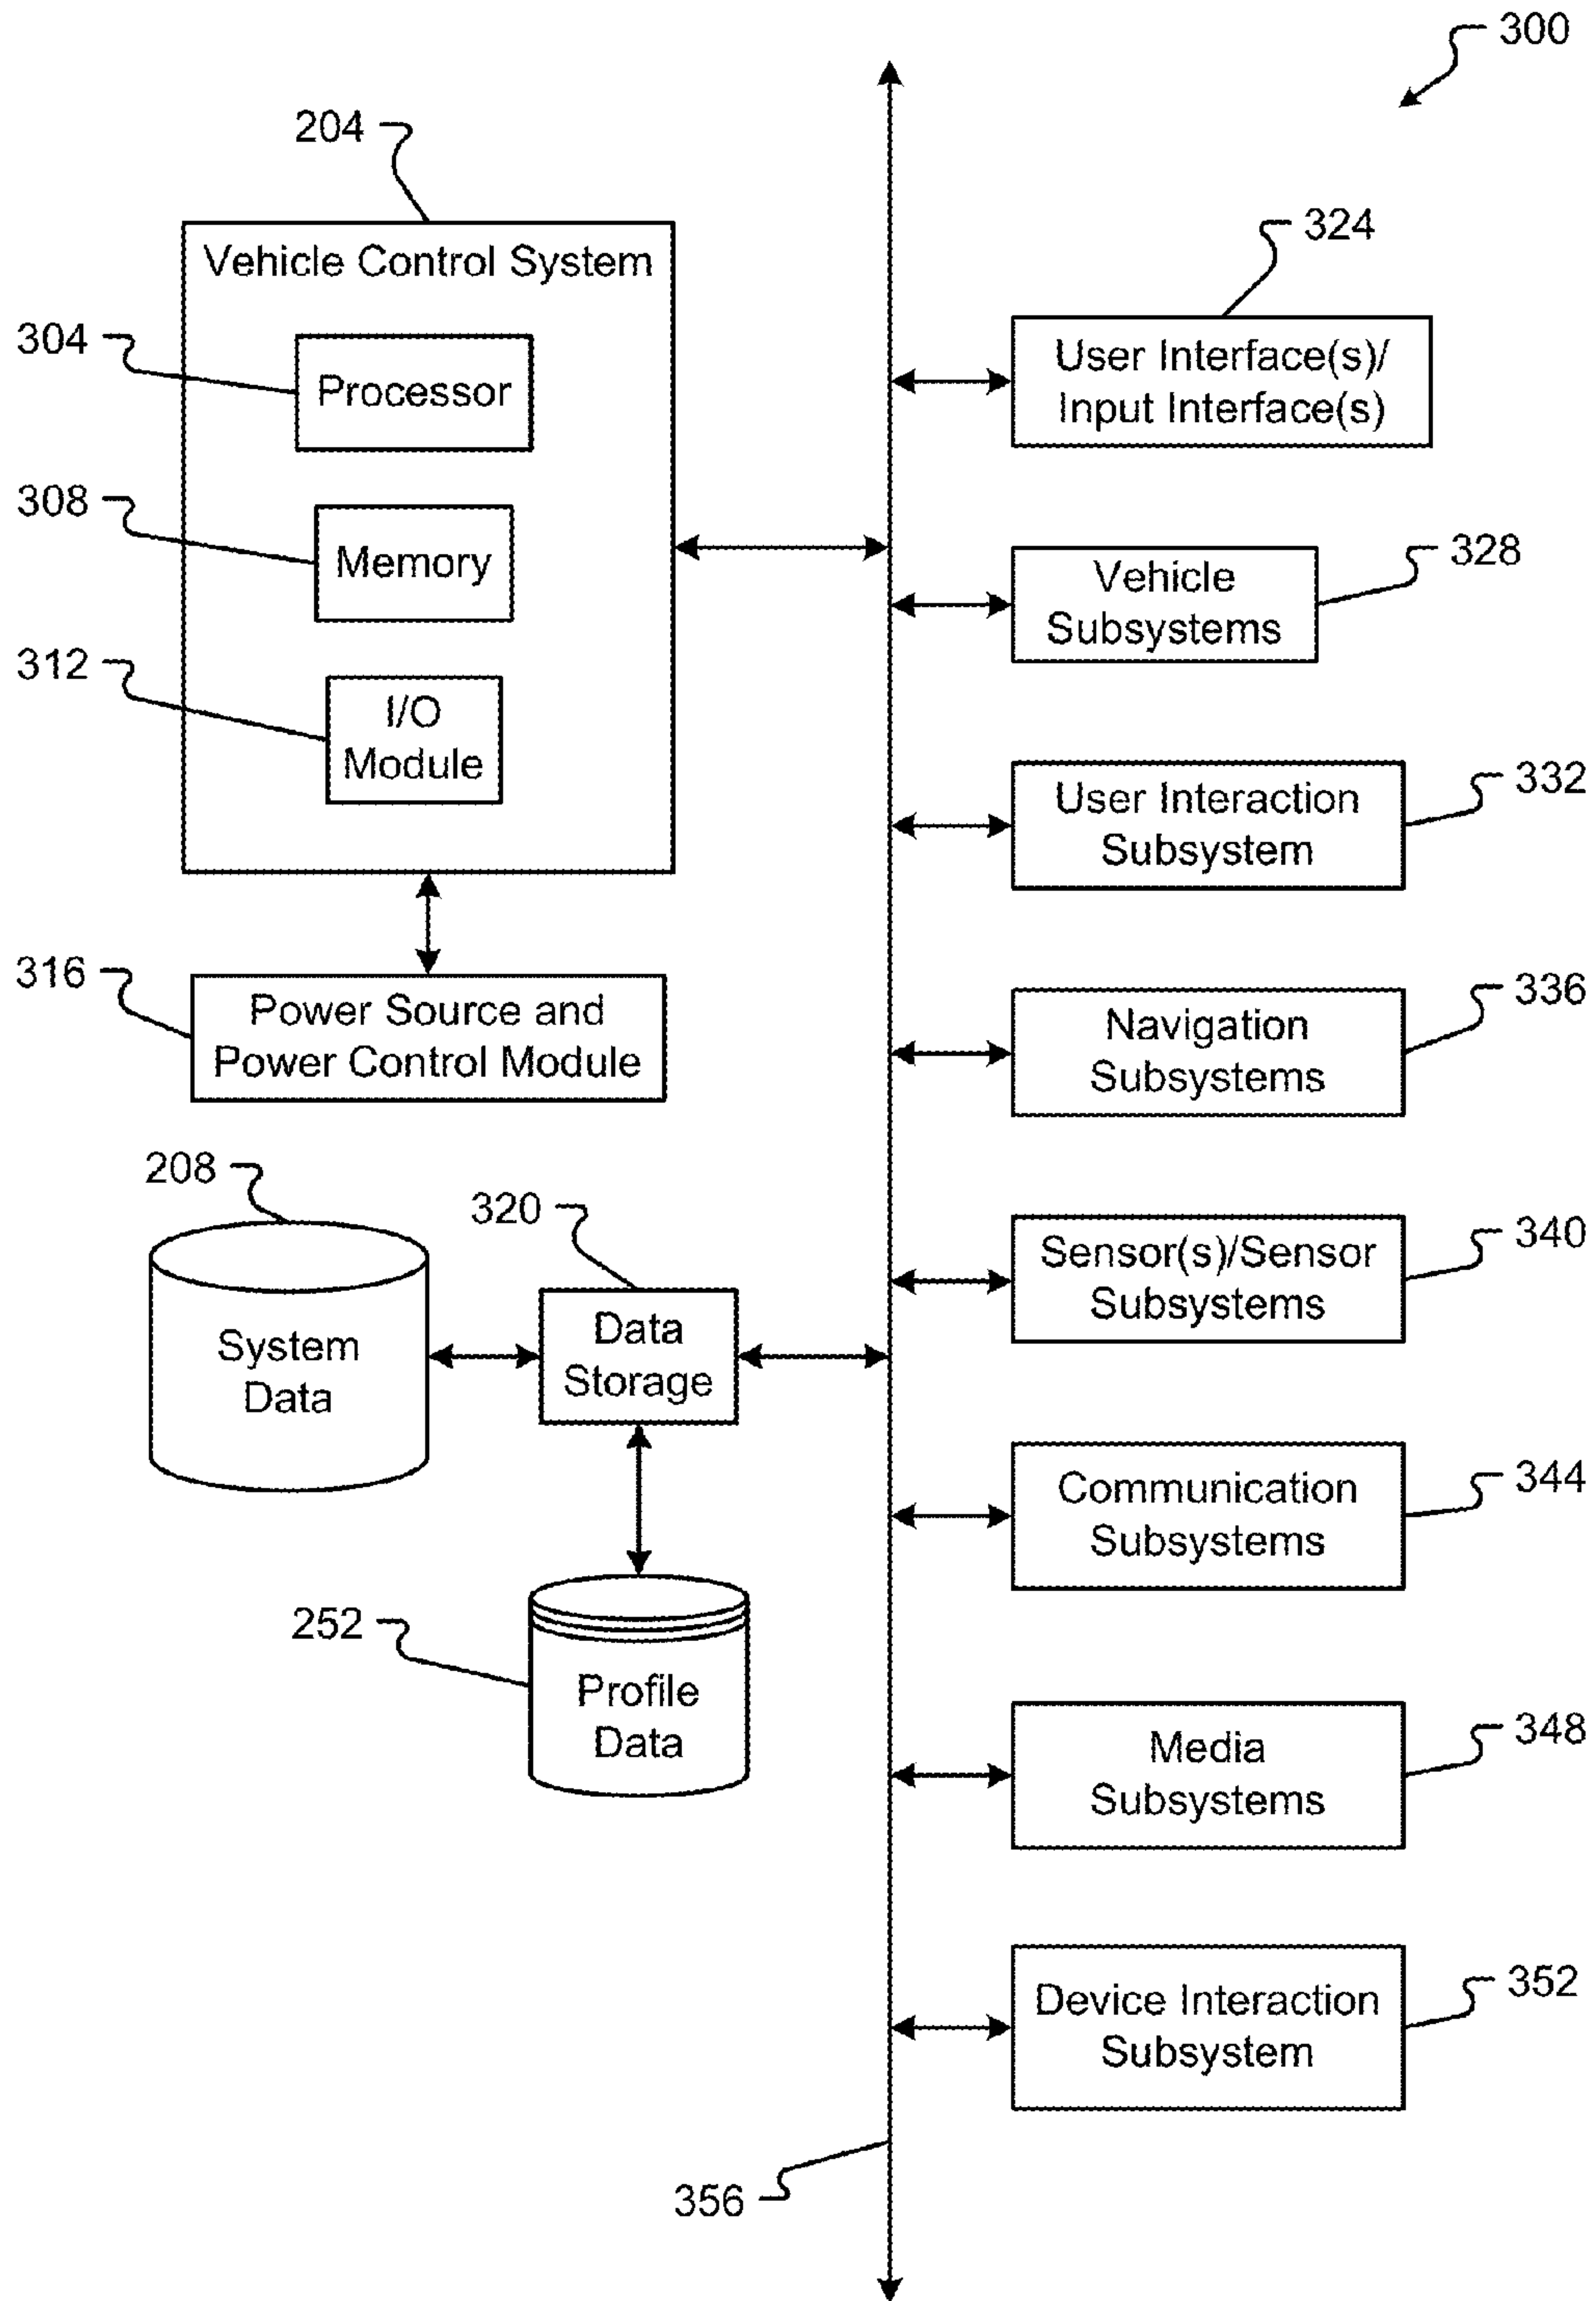 300
204
Vehicle Control System
304
Processor
308
Memory
312
I/O
Module
316
Power Source and
Power Control Module
208
System
Data
320
Data
Storage
252
Profile
Data
324
User Interface(s)/
Input Interface(s)
328
Vehicle
Subsystems
332
User Interaction
Subsystem
336
Navigation
Subsystems
340
Sensor(s)/Sensor
Subsystems
344
Communication
Subsystems
348
Media
Subsystems
352
Device Interaction
Subsystem
356